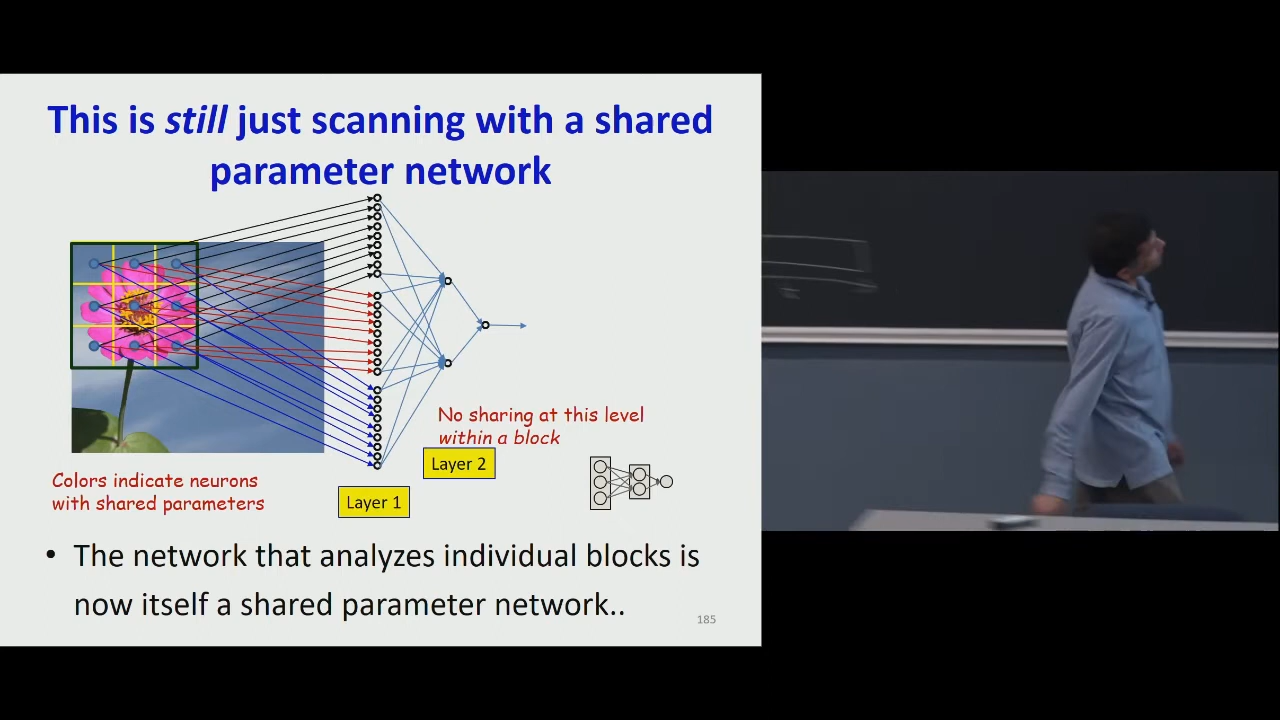 This is still just scanning with a shared
parameter network
No sharing at this level
within a block
Layer 2
Colors indicate neurons
with shared parameters
Layer 1
• The network that analyzes individual blocks is
now itself a shared parameter network..
185